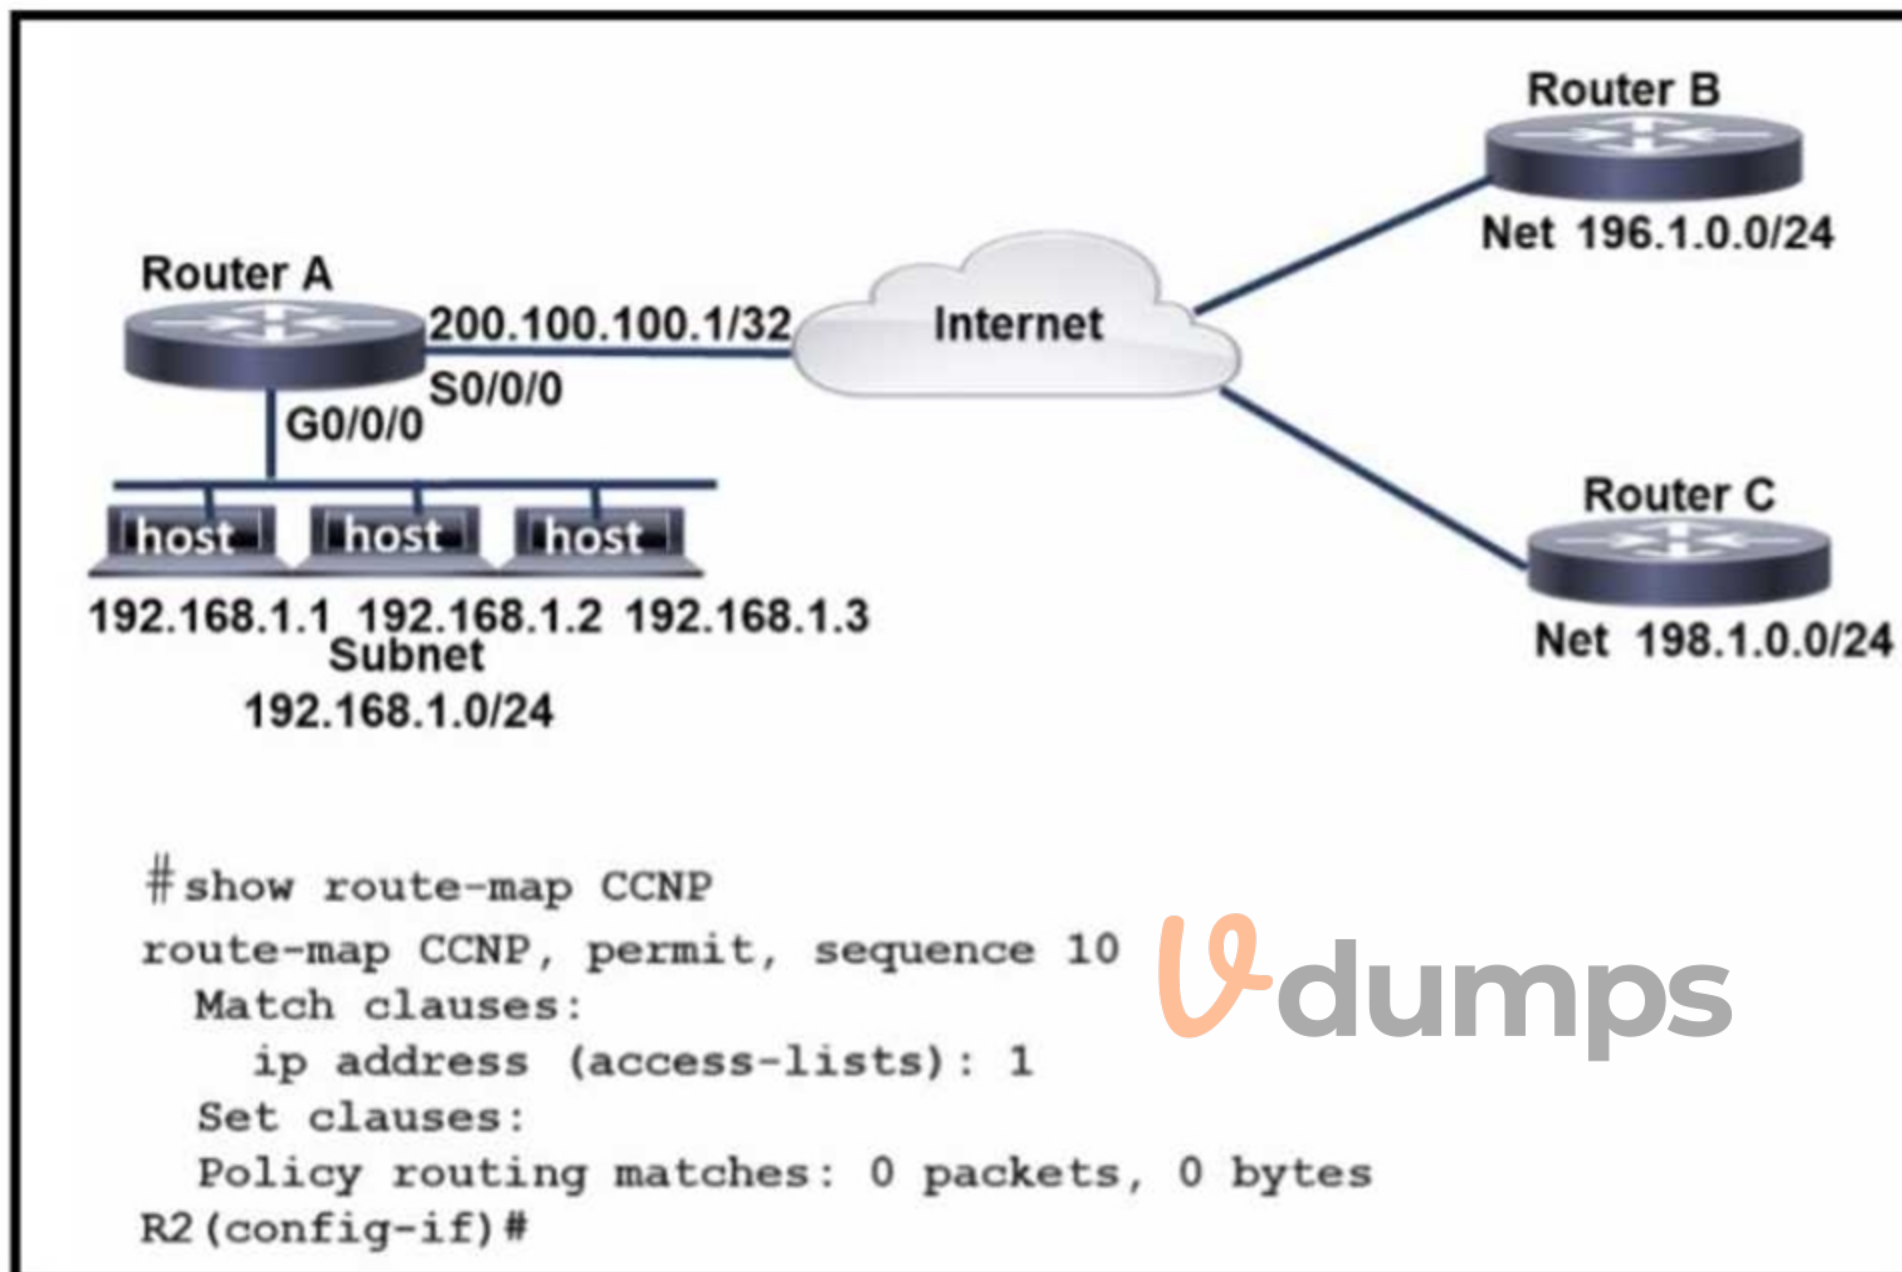 Router B
Net 196.1.0.0/24
Router A
200.100.100.1/32
Internet
S0/0/0
G0/0/0
host host host
192.168.1.1 192.168.1.2 192.168.1.3
Subnet
192.168.1.0/24
Router C
Net 198.1.0.0/24
#show route-map CCNP
route-map CCNP, permit, sequence 10
Match clauses:
ip address (access-lists): 1
Set clauses:
Policy routing matches: 0 packets, 0 bytes
R2(config-if)#
Vdumps